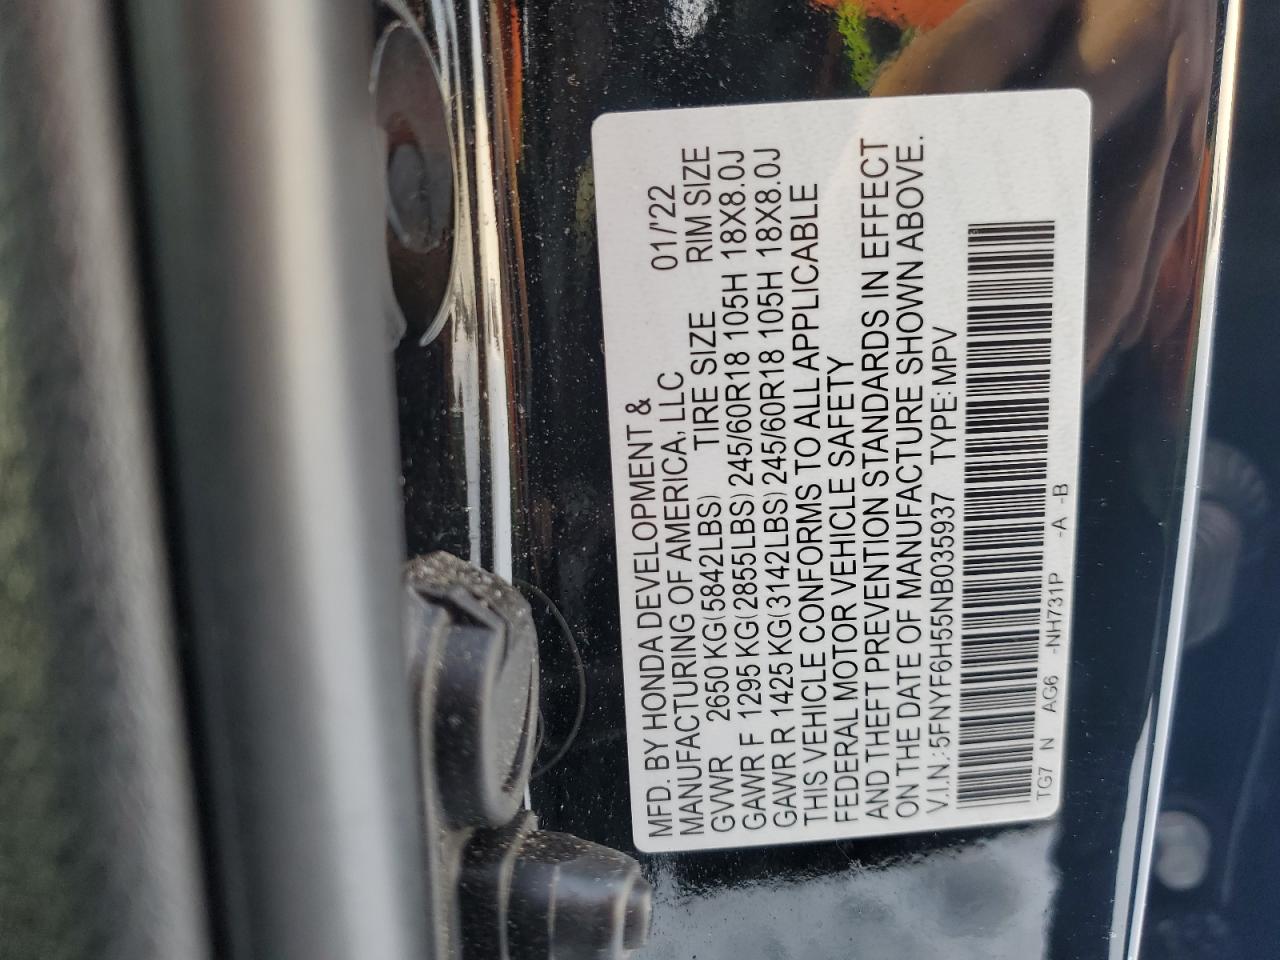 MFD. BY HONDA DEVELOPMENT &
MANUFACTURING OF AMERICA, LLC 01/'22
GVWR 2650 KG(5842LBS) TIRE SIZE RIM SIZE
GAWR F 1295 KG(2855LBS) 245/60R18 105H 18X8.0J
GAWR R 1425 KG(3142LBS) 245/60R18 105H 18X8.0J
THIS VEHICLE CONFORMS TO ALL APPLICABLE
FEDERAL MOTOR VEHICLE SAFETY
AND THEFT PREVENTION STANDARDS IN EFFECT
ON THE DATE OF MANUFACTURE SHOWN ABOVE.
V.I.N.:5FNYF6H55NB035937 TYPE:MPV
TG7 N AG6 -NH731P -A -B